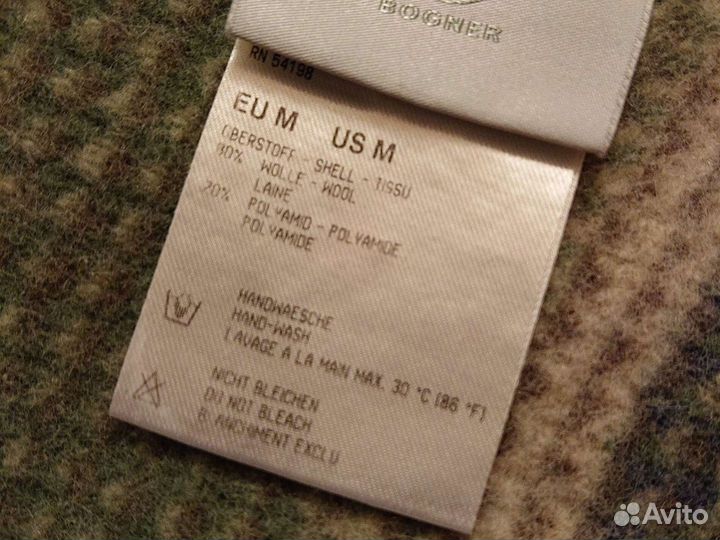 BOGNER
RN 54198
EU M US M
OBERSTOFF - SHELL - TISSU
80% WOLLE - WOOL
LAINE
20% POLYAMID - POLYAMIDE
POLYAMIDE
HANDWAESCHE
HAND-WASH
LAVAGE A LA MAIN MAX. 30 °C (86 °F)
NICHT BLEICHEN
DO NOT BLEACH
BLANCHIMENT EXCLU
Avito